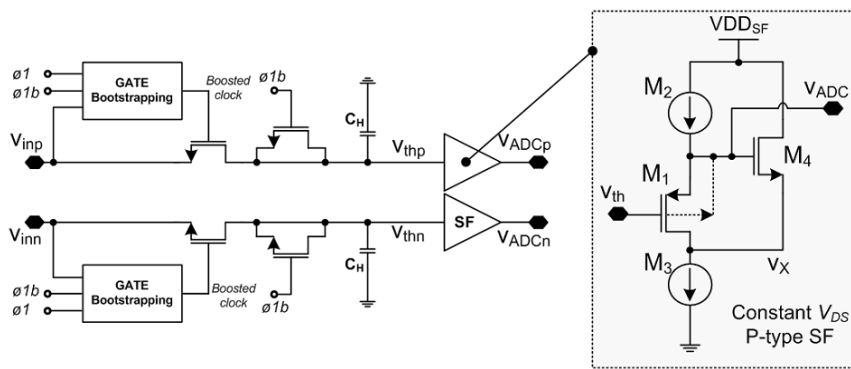 ø1
ø1b
GATE
Bootstrapping
Boosted
clock
ø1b
C_H
V_inp
V_thp
V_ADCp
V_inn
V_thn
SF
V_ADCn
GATE
Bootstrapping
Boosted
clock
ø1b
ø1
ø1b
C_H
VDD_SF
M_2
V_ADC
M_1
M_4
V_th
M_3
V_X
Constant V_DS
P-type SF